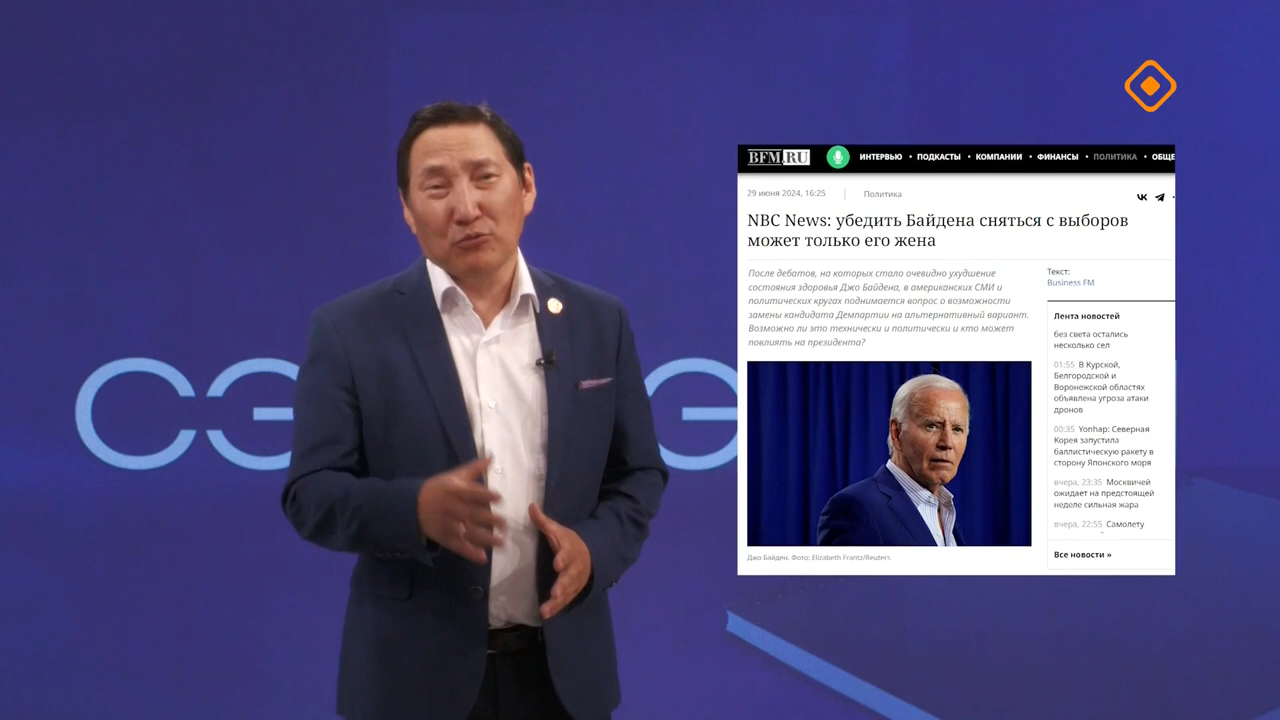 BFM.RU
ИНТЕРВЬЮ • ПОДКАСТЫ • КОМПАНИИ • ФИНАНСЫ • ПОЛИТИКА • ОБЩЕ
29 июня 2024, 16:25 | Политика
NBC News: убедить Байдена сняться с выборов
может только его жена
После дебатов, на которых стало очевидно ухудшение
состояния здоровья Джо Байдена, в американских СМИ и
политических кругах поднимается вопрос о возможности
замены кандидата Демпартии на альтернативный вариант.
Возможно ли это технически и политически и кто может
повлиять на президента?
Джо Байден. Фото: Elizabeth Frantz/Reuters
Текст:
Business FM
Лента новостей
без света остались
несколько сел
01:55 В Курской,
Белгородской и
Воронежской областях
объявлена угроза атаки
дронов
00:35 Yonhap: Северная
Корея запустила
баллистическую ракету в
сторону Японского моря
вчера, 23:35 Москвичей
ожидает на предстоящей
неделе сильная жара
вчера, 22:55 Самолету
Все новости »
СЭ
Э